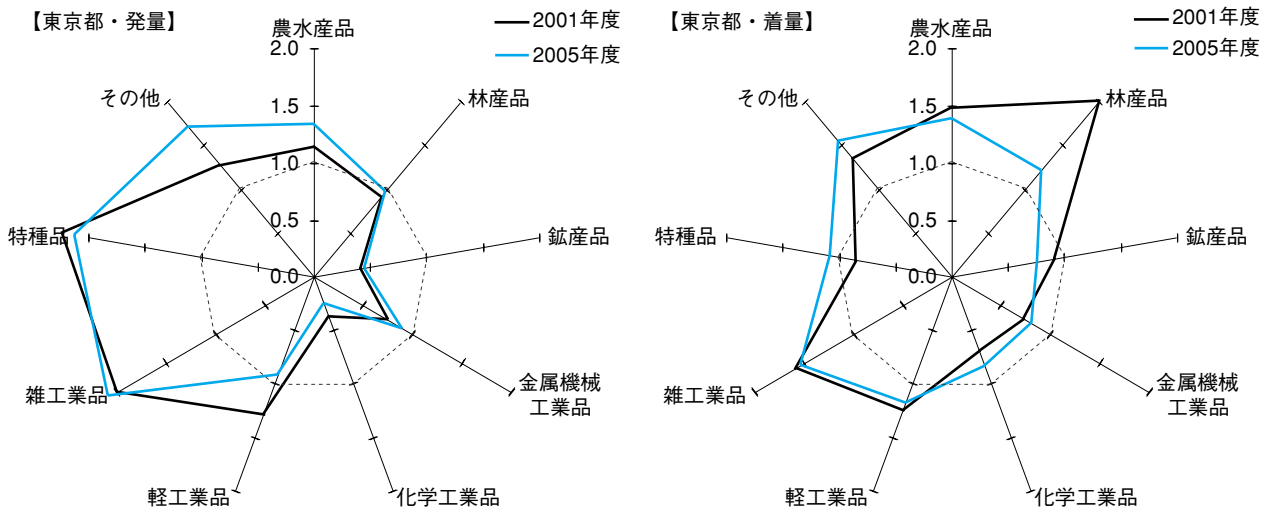 【東京都・発量】
2001年度
2005年度
農水産品
2.0
1.5
1.0
0.5
0.0
林産品
鉱産品
金属機械
工業品
化学工業品
軽工業品
雑工業品
特種品
その他
【東京都・着量】
2001年度
2005年度
農水産品
2.0
1.5
1.0
0.5
0.0
林産品
鉱産品
金属機械
工業品
化学工業品
軽工業品
雑工業品
特種品
その他